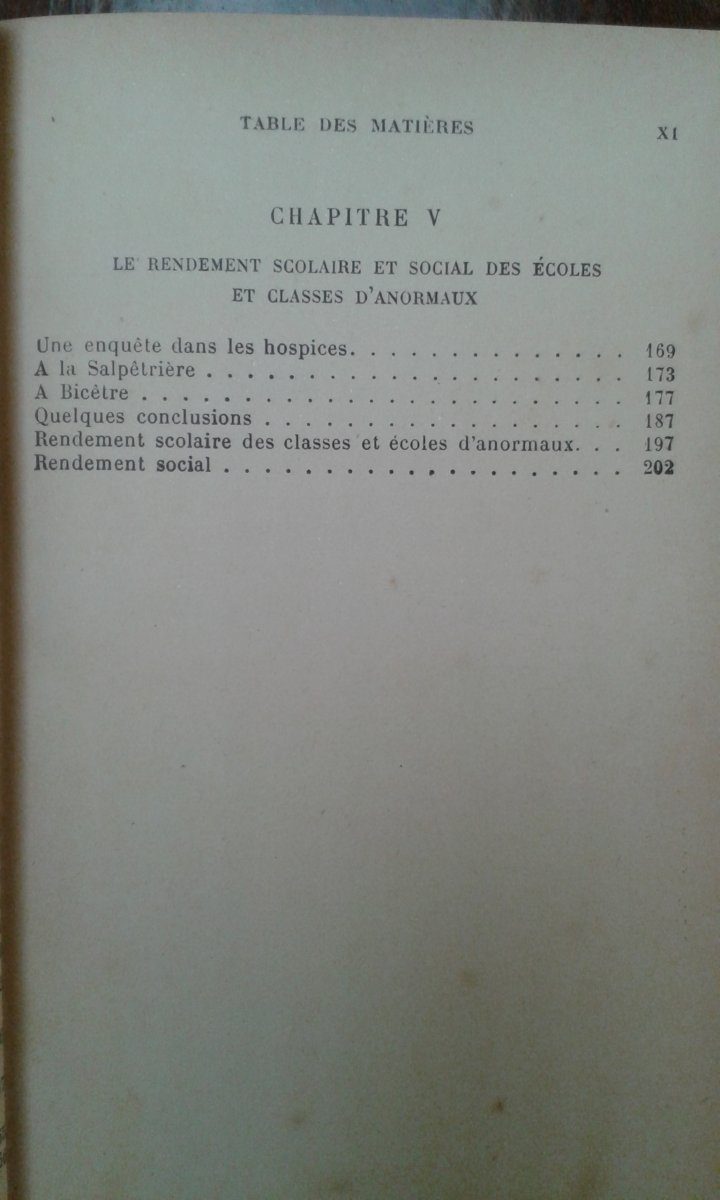 TABLE DES MATIÈRES XI
CHAPITRE V
LE RENDEMENT SCOLAIRE ET SOCIAL DES ÉCOLES
ET CLASSES D'ANORMAUX
Une enquête dans les hospices. . . . . . . . . . . . . . 169
A la Salpêtrière . . . . . . . . . . . . . . . . 173
A Bicêtre . . . . . . . . . . . . . . . . . . 177
Quelques conclusions . . . . . . . . . . . . . . 187
Rendement scolaire des classes et écoles d'anormaux. . . 197
Rendement social . . . . . . . . . . . . . . . 202